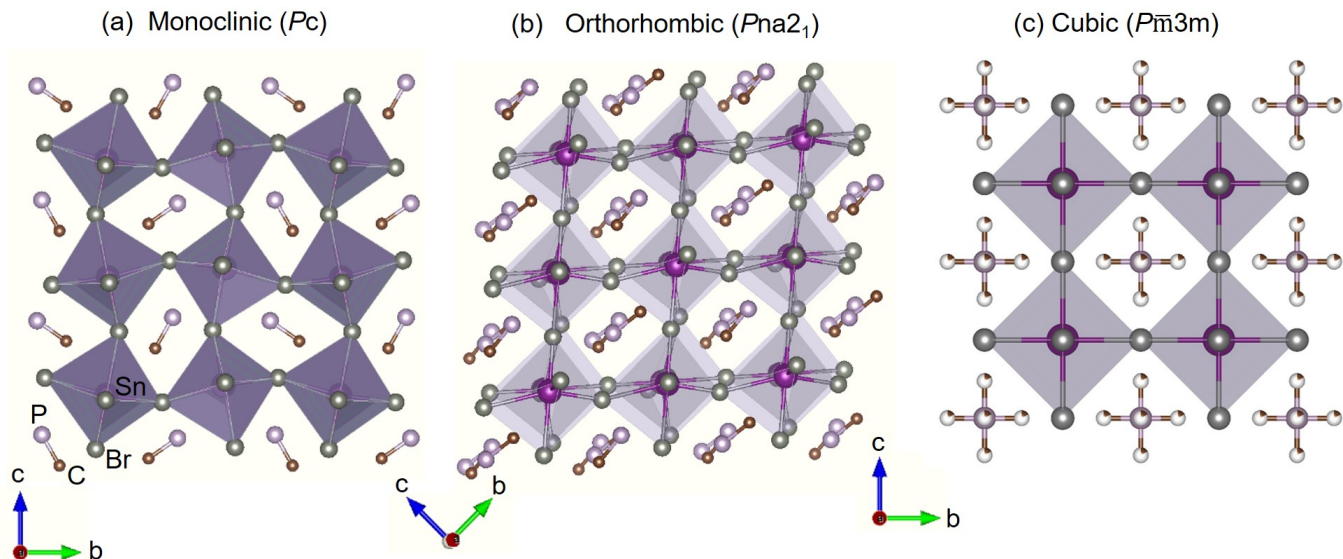 (a) Monoclinic (Pc)
(b) Orthorhombic (Pna2₁)
(c) Cubic (Pm̅3m)
Sn
P
Br
C
c
b
c
b
c
b